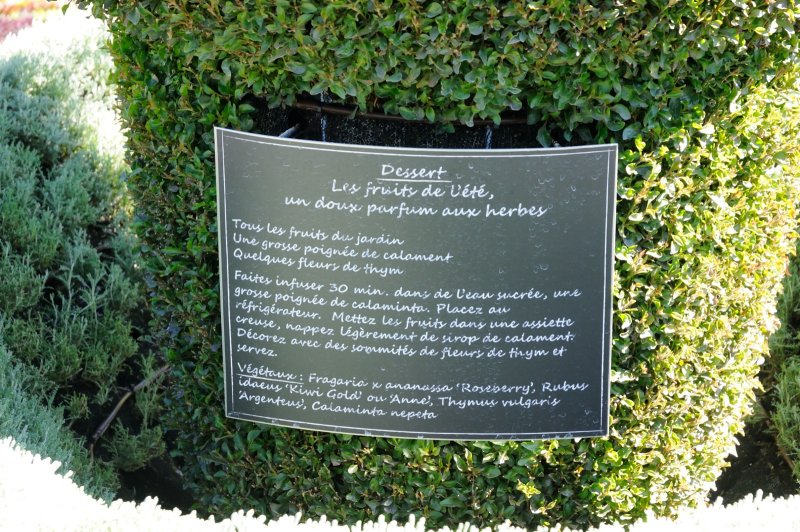 Dessert
Les fruits de l'été,
un doux parfum aux herbes
Tous les fruits du jardin
Une grosse poignée de calament
Quelques fleurs de thym
Faites infuser 30 min. dans de l'eau sucrée, une
grosse poignée de calaminta. Placez au
réfrigérateur. Mettez les fruits dans une assiette
creuse, nappez légèrement de sirop de calament.
Décorez avec des sommités de fleurs de thym et
servez.
Végétaux : Fragaria x ananassa 'Roseberry', Rubus
idaeus 'Kiwi Gold' ou 'Anne', Thymus vulgaris
'Argenteus', Calaminta nepeta